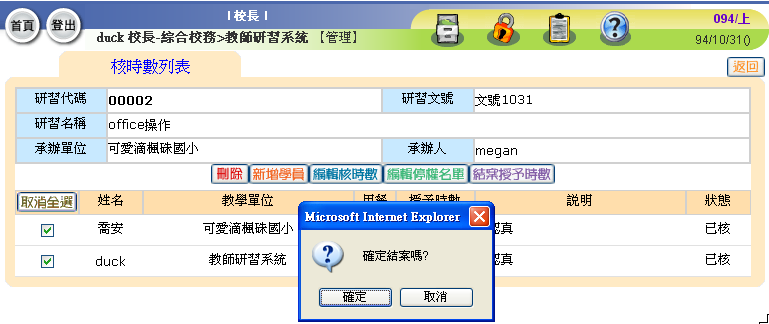 首頁 登出 | 校長 | 094/上
duck 校長-綜合校務>教師研習系統 【管理】 94/10/31()
核時數列表 返回
研習代碼 00002 研習文號 文號1031
研習名稱 office操作
承辦單位 可愛滴楓硃國小 承辦人 megan
刪除 新增學員 編輯核時數 編輯停權名單 結案授予時數
取消全選 姓名 教學單位 用餐 授予時數 說明 狀態
喬安 可愛滴楓硃國小 認真 已核
duck 教師研習系統 認真 已核
Microsoft Internet Explorer
確定結案嗎?
確定 取消